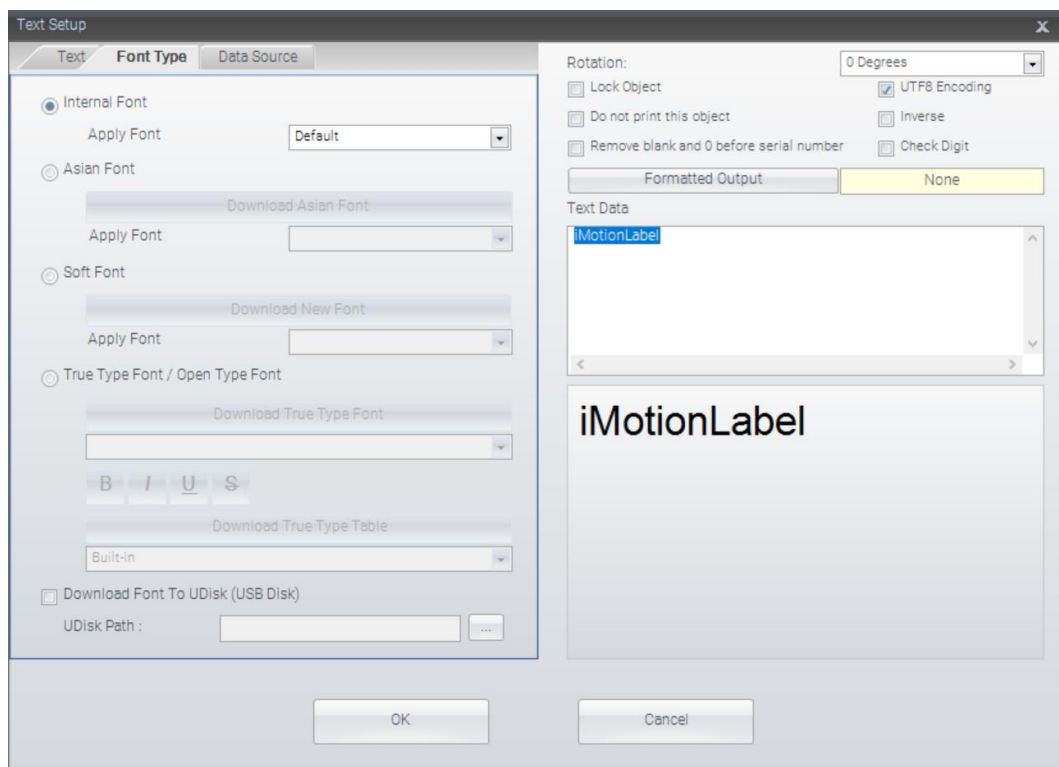 Text Setup
X
Text
Font Type
Data Source
Internal Font
Apply Font
Default
Asian Font
Download Asian Font
Apply Font
Soft Font
Download New Font
Apply Font
True Type Font / Open Type Font
Download True Type Font
B I U S
Download True Type Table
Built-in
Download Font To UDisk (USB Disk)
UDisk Path :
...
Rotation:
0 Degrees
Lock Object
UTF8 Encoding
Do not print this object
Inverse
Remove blank and 0 before serial number
Check Digit
Formatted Output
None
Text Data
iMotionLabel
iMotionLabel
OK
Cancel